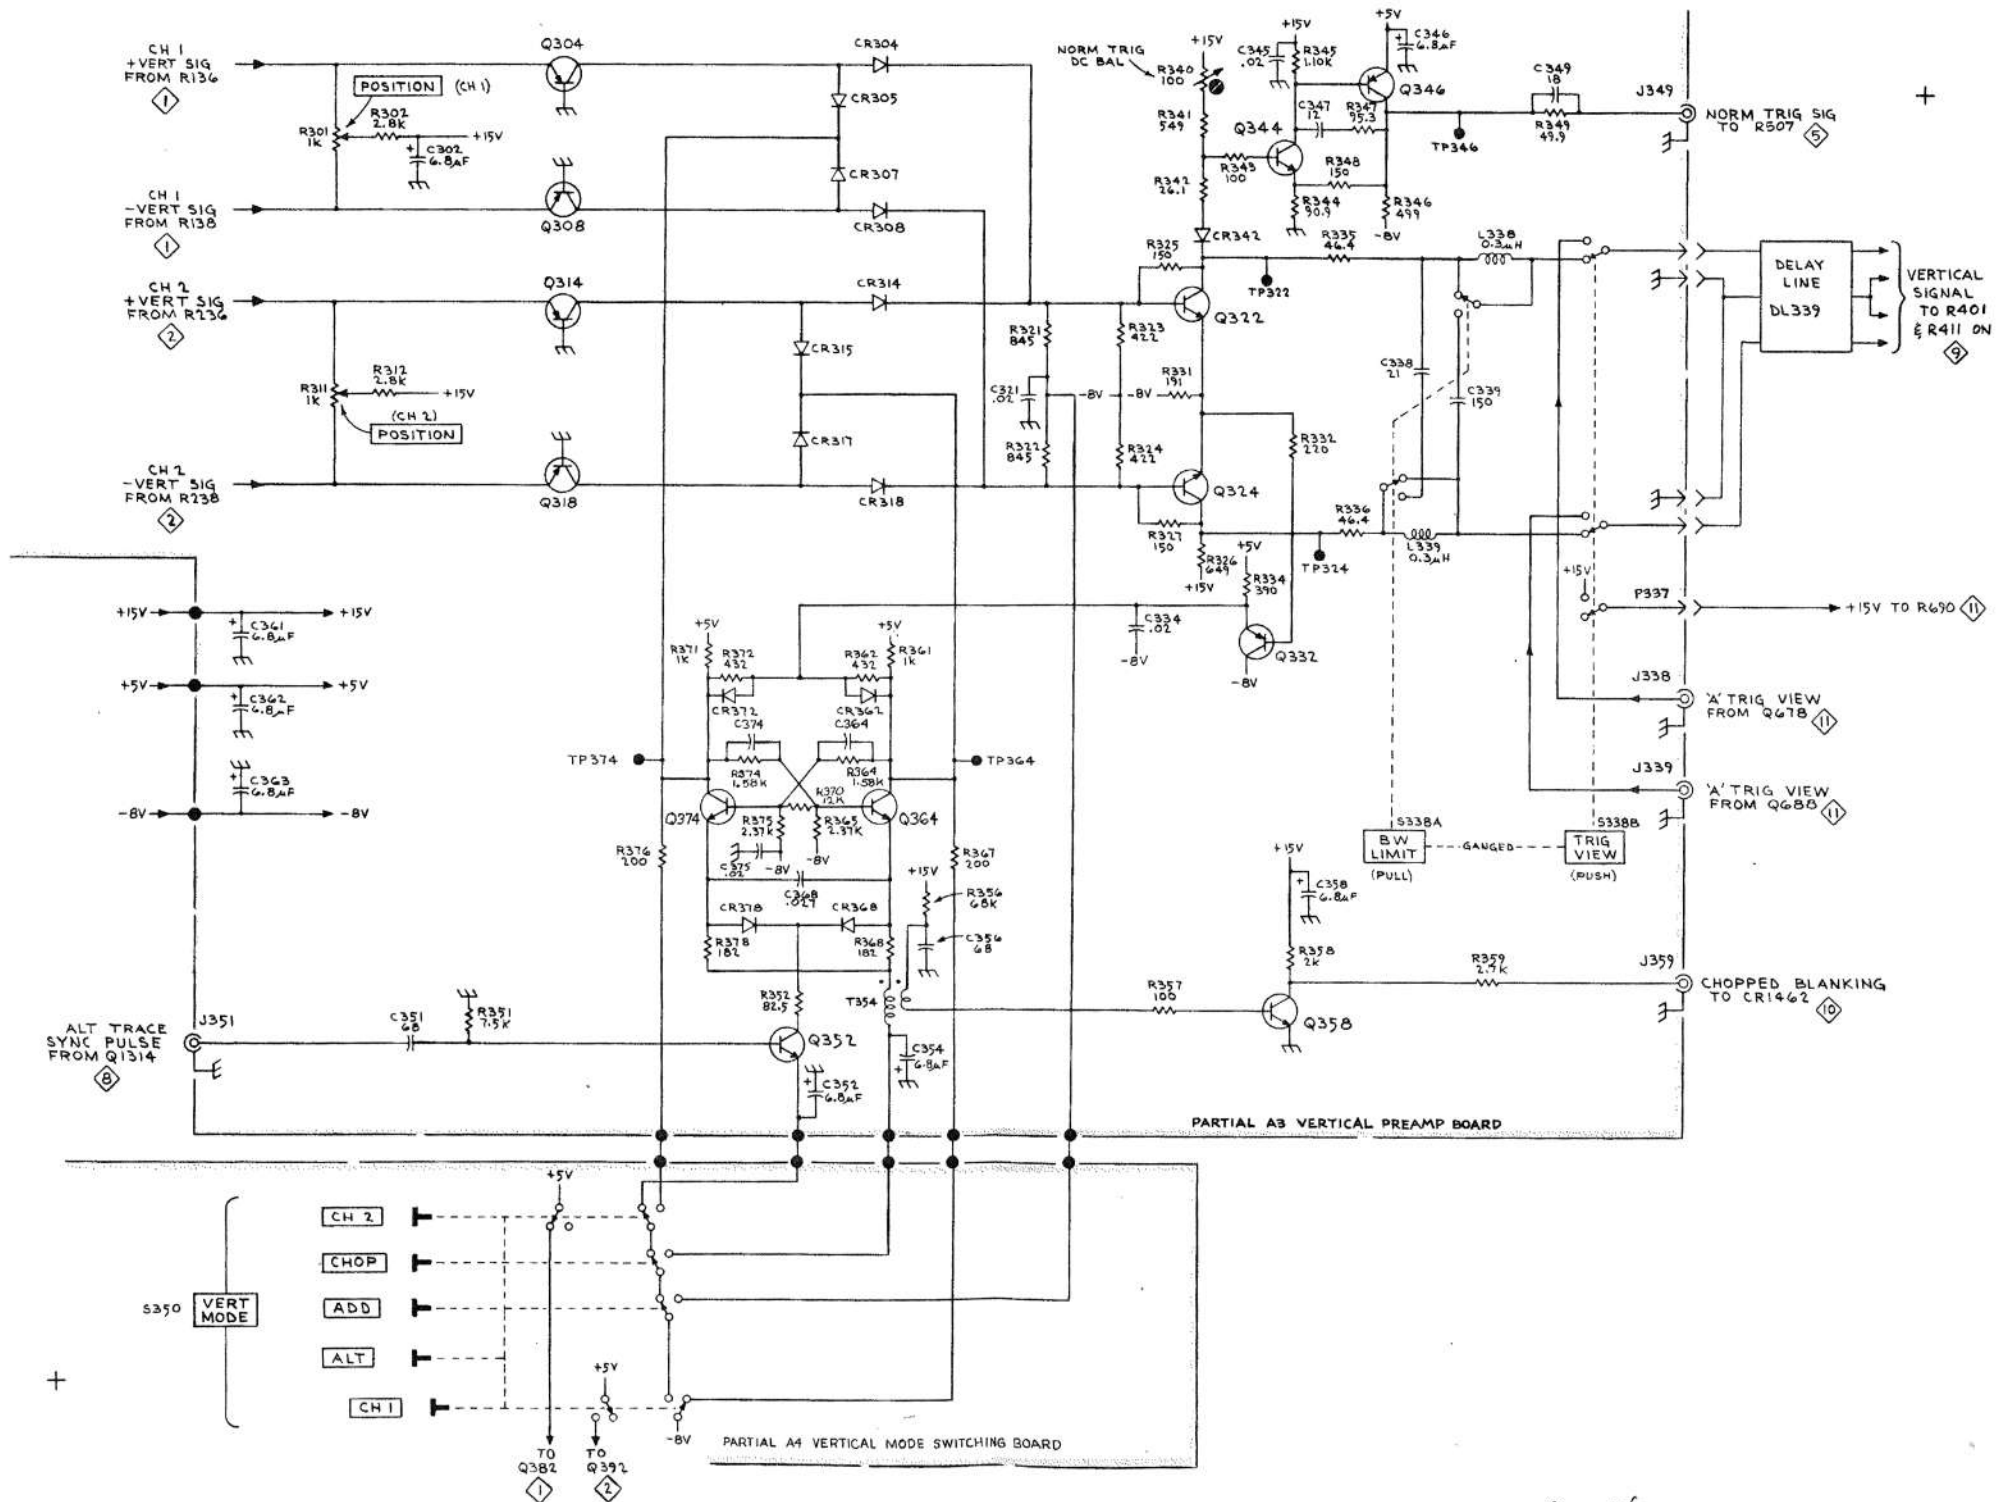 CH 1
+VERT SIG
FROM R136
1
POSITION (CH 1)
R302
2.8K
R301
1K
+15V
C302
6.8µF
Q304
CR304
CR305
CR307
CH 1
-VERT SIG
FROM R138
1
Q308
CR308
CH 2
+VERT SIG
FROM R236
2
Q314
CR314
CR315
R312
2.8K
R311
1K
+15V
(CH 2)
POSITION
CR317
CH 2
-VERT SIG
FROM R238
2
Q318
CR318
NORM TRIG
DC BAL
+15V
R340
100
R341
549
R342
26.1
R343
100
CR342
+15V
C345
.02
R345
1.10K
+5V
C346
6.8µF
Q346
C347
12
R347
95.3
Q344
R348
150
R344
90.9
R346
499
-8V
TP346
C349
18
R349
49.9
J349
NORM TRIG SIG
TO R507
5
R325
150
TP322
R335
46.4
L338
0.3µH
Q322
R321
845
R323
422
C321
.02
-8V
-8V
R331
191
R322
845
R324
422
R332
220
Q324
R327
150
R326
649
+15V
TP324
R336
46.4
L339
0.3µH
C338
21
C339
150
DELAY
LINE
DL339
VERTICAL
SIGNAL
TO R401
& R411 ON
9
+5V
R334
390
C334
.02
-8V
Q332
-8V
+15V
P337
+15V TO R690
11
J338
'A' TRIG VIEW
FROM Q678
11
J339
'A' TRIG VIEW
FROM Q688
11
S338A
BW
LIMIT
(PULL)
GANGED
S338B
TRIG
VIEW
(PUSH)
+15V
+15V
C361
6.8µF
+5V
+5V
C362
6.8µF
C363
6.8µF
-8V
-8V
+5V
R371
1K
R372
432
+5V
R362
432
R361
1K
CR372
CR362
C374
C364
TP374
TP364
R374
1.58K
R364
1.58K
R370
12K
Q374
Q364
R375
2.37K
R365
2.37K
C375
.02
-8V
-8V
C368
.027
R376
200
R367
200
CR378
CR368
R378
182
R368
182
+15V
R356
68K
C356
68
T354
R352
82.5
Q352
C352
6.8µF
C354
6.8µF
ALT TRACE
SYNC PULSE
FROM Q1314
8
J351
C351
68
R351
7.5K
R357
100
+15V
C358
6.8µF
R358
2K
Q358
R359
2.7K
J359
CHOPPED BLANKING
TO CR1462
10
PARTIAL A3 VERTICAL PREAMP BOARD
S350
VERT
MODE
CH 2
CHOP
ADD
ALT
CH 1
+5V
+5V
-8V
TO
Q382
1
TO
Q392
2
PARTIAL A4 VERTICAL MODE SWITCHING BOARD